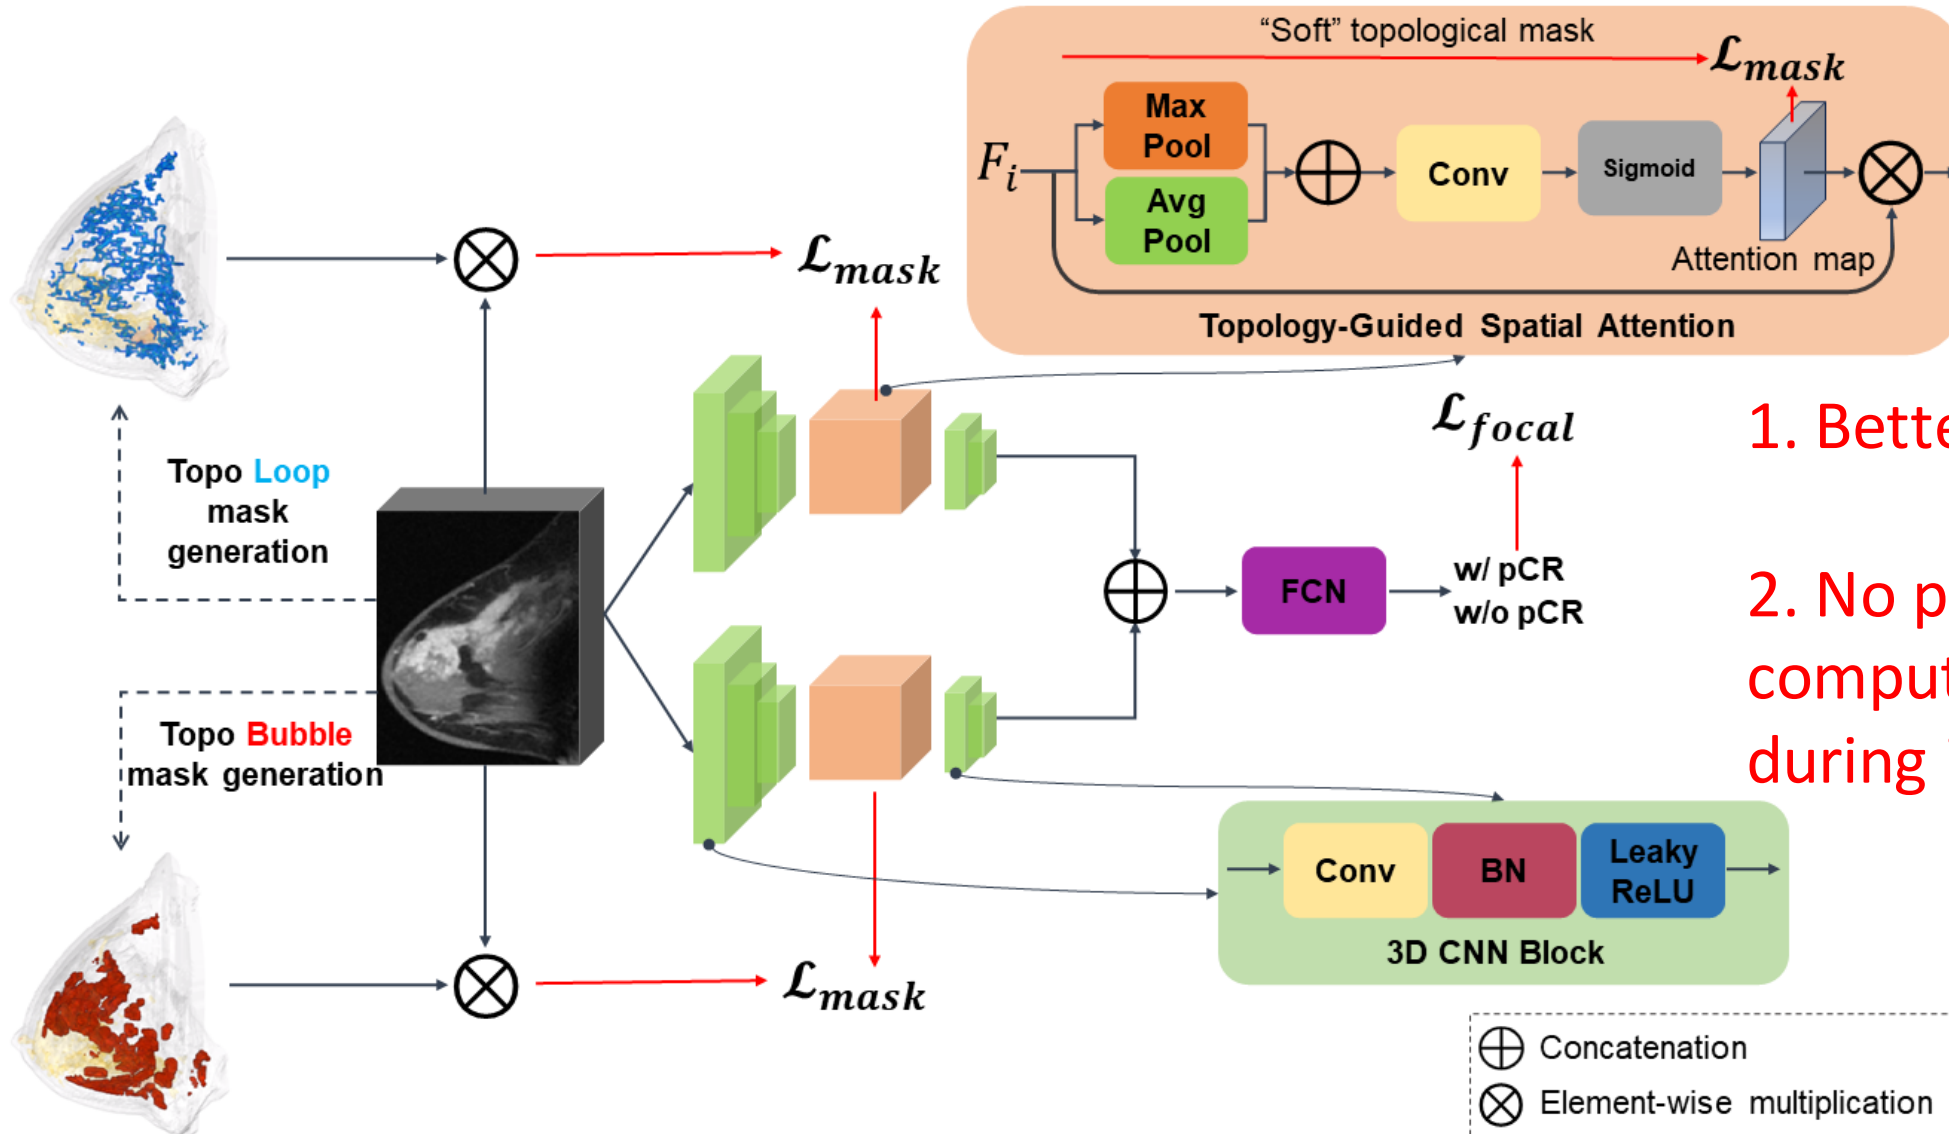 “Soft” topological mask
ℒmask
Max
Pool
Fi
Avg
Pool
Conv
Sigmoid
Attention map
Topology-Guided Spatial Attention
ℒmask
Topo Loop
mask
generation
ℒfocal
1. Bette
FCN
w/ pCR
w/o pCR
2. No p
comput
during
Topo Bubble
mask generation
Conv
BN
Leaky
ReLU
3D CNN Block
ℒmask
Concatenation
Element-wise multiplication